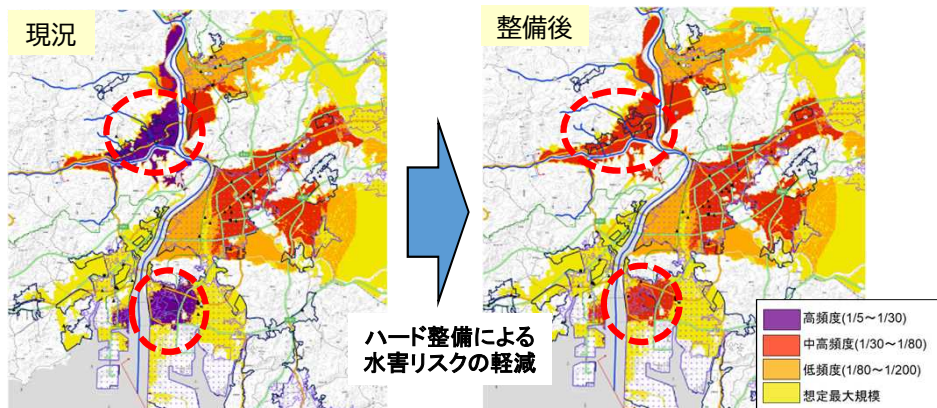 現況
整備後
ハード整備による
水害リスクの軽減
高頻度(1/5～1/30)
中高頻度(1/30～1/80)
低頻度(1/80～1/200)
想定最大規模